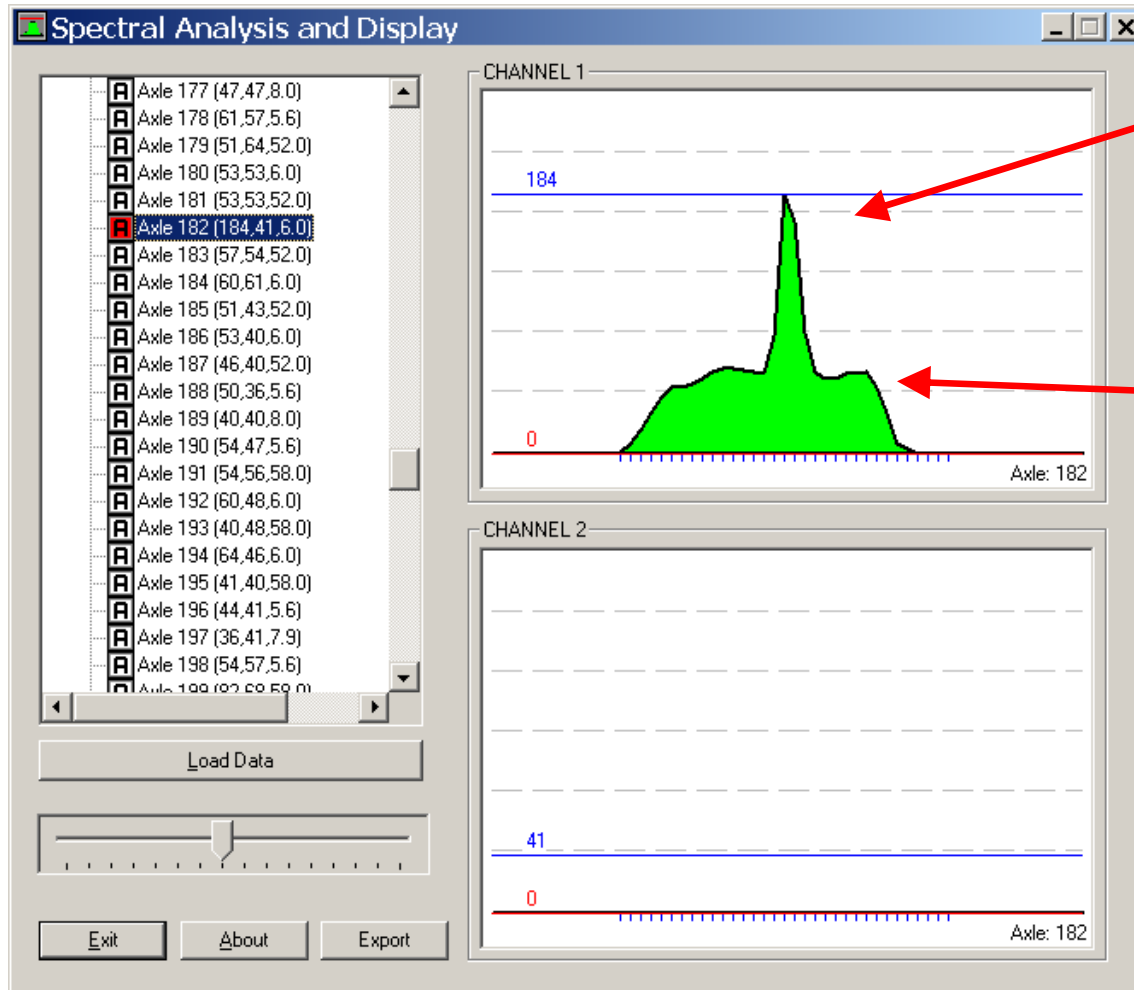 Spectral Analysis and Display
Axle 177 (47,47,8.0)
Axle 178 (61,57,5.6)
Axle 179 (51,64,52.0)
Axle 180 (53,53,6.0)
Axle 181 (53,53,52.0)
Axle 182 (184,41,6.0)
Axle 183 (57,54,52.0)
Axle 184 (60,61,6.0)
Axle 185 (51,43,52.0)
Axle 186 (53,40,6.0)
Axle 187 (46,40,52.0)
Axle 188 (50,36,5.6)
Axle 189 (40,40,8.0)
Axle 190 (54,47,5.6)
Axle 191 (54,56,58.0)
Axle 192 (60,48,6.0)
Axle 193 (40,48,58.0)
Axle 194 (64,46,6.0)
Axle 195 (41,40,58.0)
Axle 196 (44,41,5.6)
Axle 197 (36,41,7.9)
Axle 198 (54,57,5.6)
Axle 199 (82,68,58.0)
Load Data
Exit
About
Export
CHANNEL 1
184
0
Axle: 182
CHANNEL 2
41
0
Axle: 182